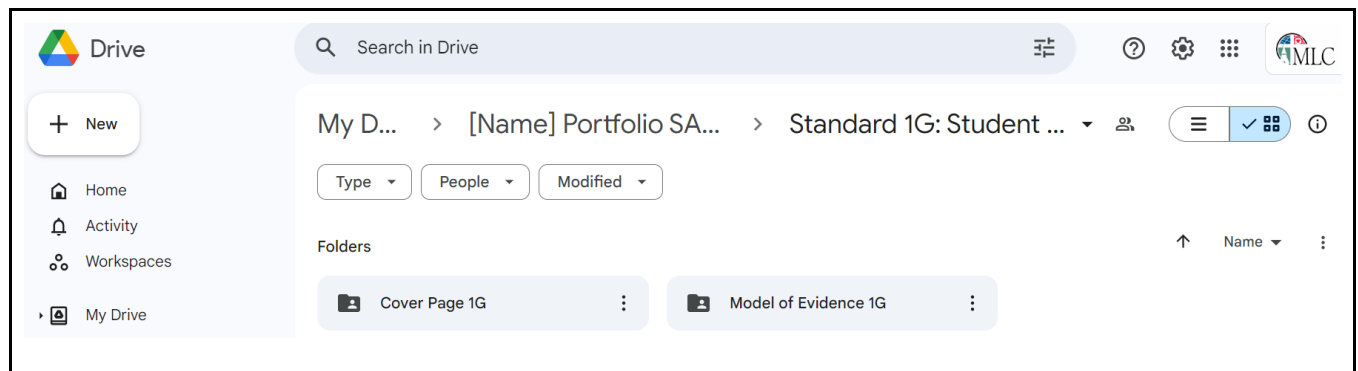 Drive
Search in Drive
MLC
New
My D... > [Name] Portfolio SA... > Standard 1G: Student ...
Type People Modified
Home
Activity
Workspaces
My Drive
Folders
Name
Cover Page 1G
Model of Evidence 1G